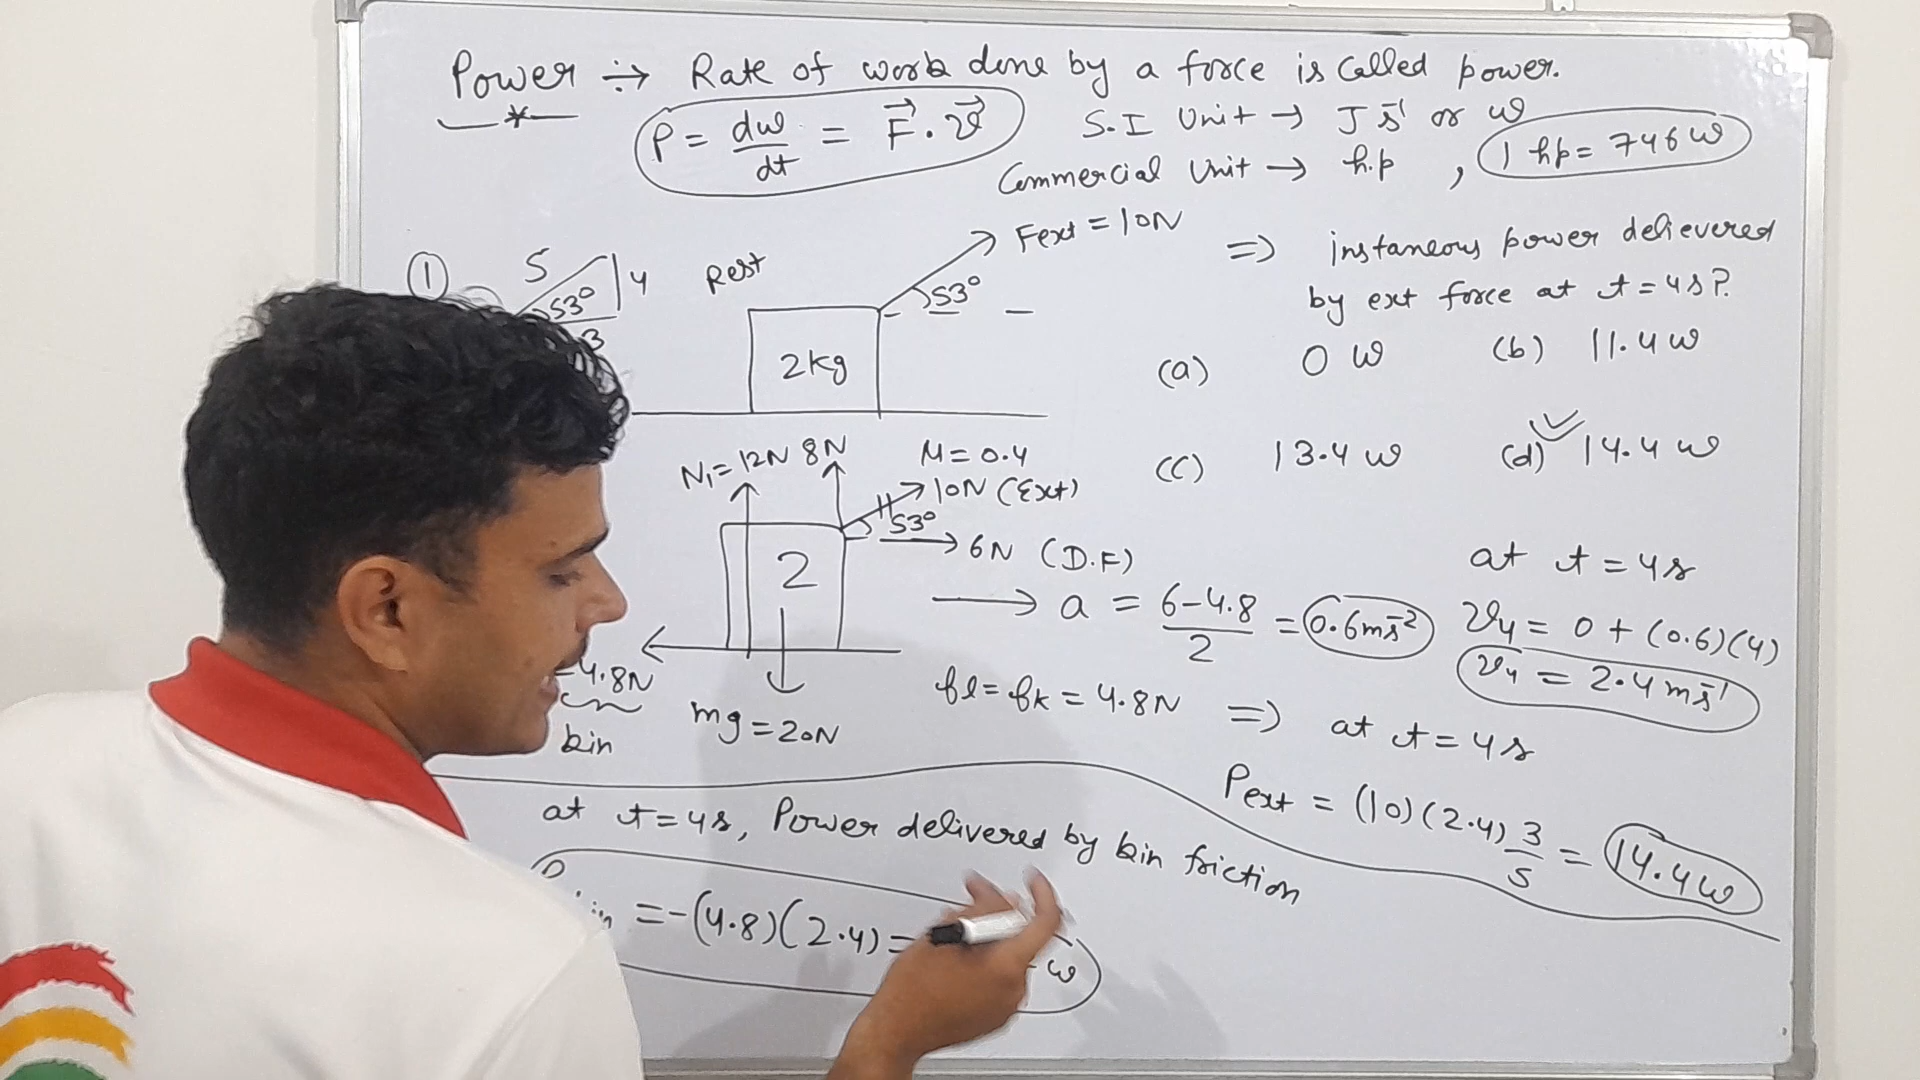 Power ÷→ Rate of work done by a force is called power.
P = dw/dt = F⃗ . v⃗
S.I Unit → J s⁻¹ or w
Commercial Unit → h.p , 1 hp = 746 w
①
5 4 53° 3
Rest
Fext = 10N
53°
2kg
=> instaneous power delievered
by ext force at t = 4s?
(a) 0 w (b) 11.4 w
(c) 13.4 w (d) 14.4 w
N₁ = 12N 8N M = 0.4
10N (Ext)
53°
6N (D.F)
2
→ a = 6-4.8/2 = 0.6 ms⁻²
4.8N
kin
mg = 20N
fl = fk = 4.8N
at t = 4s
v₄ = 0 + (0.6)(4)
v₄ = 2.4 ms⁻¹
=> at t = 4s
Pext = (10)(2.4) 3/5 = 14.4 w
at t = 4s, Power delivered by kin friction
= -(4.8)(2.4) = w